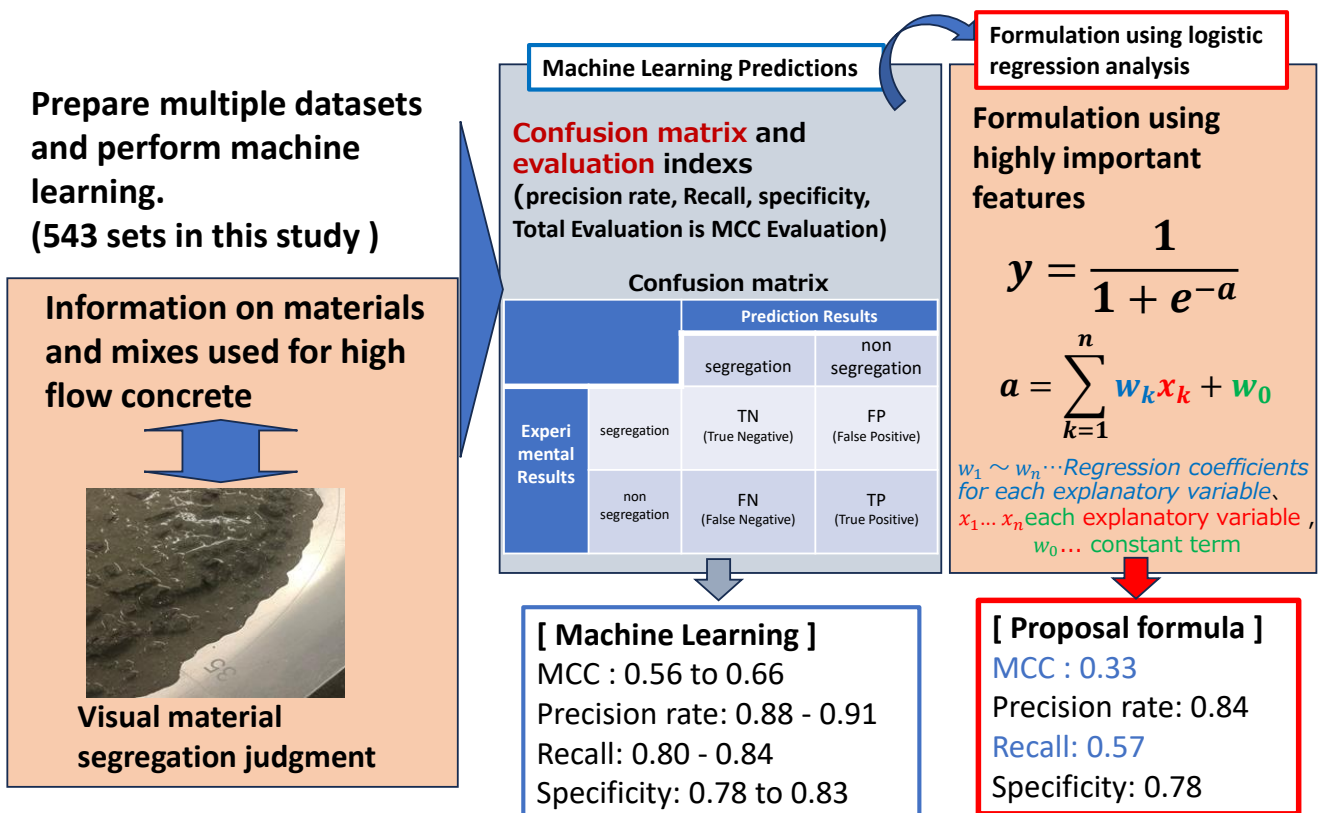 Prepare multiple datasets
and perform machine
learning.
(543 sets in this study )
Information on materials
and mixes used for high
flow concrete
35
Visual material
segregation judgment
Machine Learning Predictions
Confusion matrix and
evaluation indexs
(precision rate, Recall, specificity,
Total Evaluation is MCC Evaluation)
Confusion matrix
Prediction Results
segregation
non
segregation
Experi
mental
Results
segregation
TN
(True Negative)
FP
(False Positive)
non
segregation
FN
(False Negative)
TP
(True Positive)
[ Machine Learning ]
MCC : 0.56 to 0.66
Precision rate: 0.88 - 0.91
Recall: 0.80 - 0.84
Specificity: 0.78 to 0.83
Formulation using logistic
regression analysis
Formulation using
highly important
features
y = 1 / (1 + e^{-a})
a = \sum_{k=1}^{n} w_k x_k + w_0
w₁ ～ wₙ⋯Regression coefficients
for each explanatory variable、
x₁… xₙ each explanatory variable ,
w₀… constant term
[ Proposal formula ]
MCC : 0.33
Precision rate: 0.84
Recall: 0.57
Specificity: 0.78